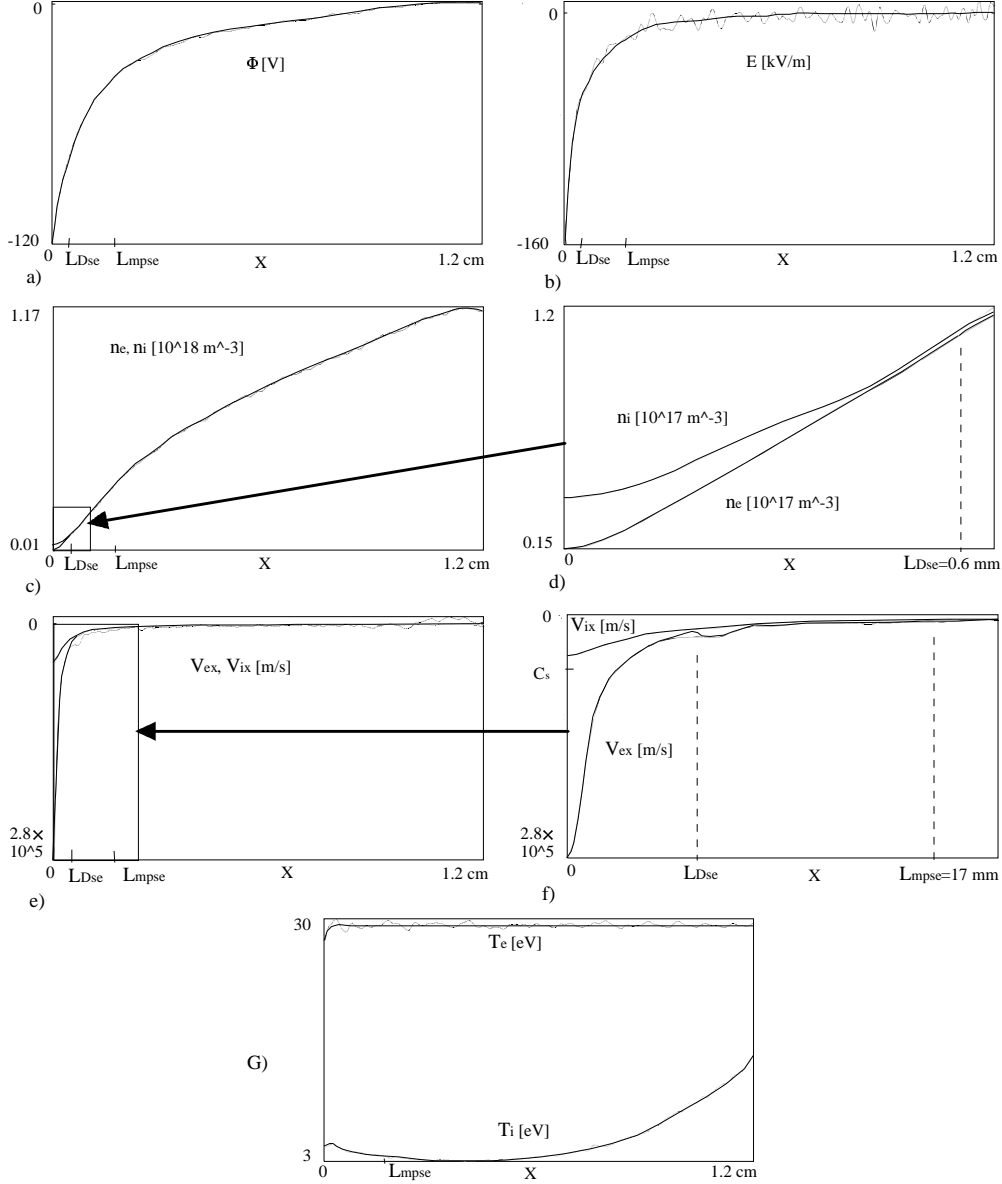 0
Φ [V]
-120
0
LDse
Lmpse
X
1.2 cm
a)
0
E [kV/m]
-160
0
LDse
Lmpse
X
1.2 cm
b)
1.17
ne, ni [10^18 m^-3]
0.01
0
LDse
Lmpse
X
1.2 cm
c)
1.2
ni [10^17 m^-3]
ne [10^17 m^-3]
0.15
0
X
LDse=0.6 mm
d)
0
Vex, Vix [m/s]
2.8×
10^5
0
LDse
Lmpse
X
1.2 cm
e)
0
Vix [m/s]
Cs
Vex [m/s]
2.8×
10^5
0
LDse
X
Lmpse=17 mm
f)
30
Te [eV]
G)
Ti [eV]
3
0
Lmpse
X
1.2 cm